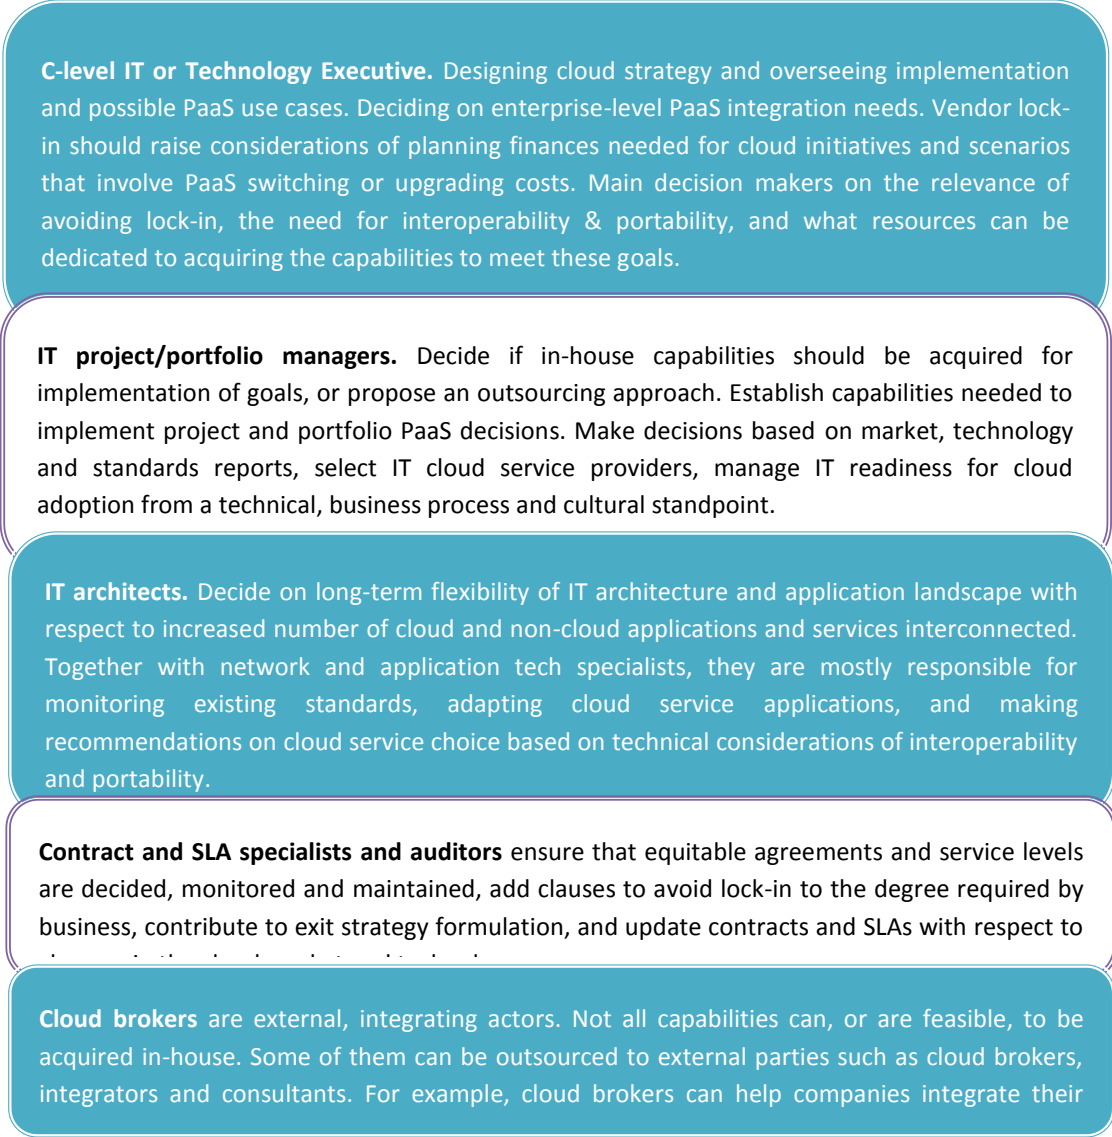 C-level IT or Technology Executive. Designing cloud strategy and overseeing implementation
and possible PaaS use cases. Deciding on enterprise-level PaaS integration needs. Vendor lock-
in should raise considerations of planning finances needed for cloud initiatives and scenarios
that involve PaaS switching or upgrading costs. Main decision makers on the relevance of
avoiding lock-in, the need for interoperability & portability, and what resources can be
dedicated to acquiring the capabilities to meet these goals.
IT project/portfolio managers. Decide if in-house capabilities should be acquired for
implementation of goals, or propose an outsourcing approach. Establish capabilities needed to
implement project and portfolio PaaS decisions. Make decisions based on market, technology
and standards reports, select IT cloud service providers, manage IT readiness for cloud
adoption from a technical, business process and cultural standpoint.
IT architects. Decide on long-term flexibility of IT architecture and application landscape with
respect to increased number of cloud and non-cloud applications and services interconnected.
Together with network and application tech specialists, they are mostly responsible for
monitoring existing standards, adapting cloud service applications, and making
recommendations on cloud service choice based on technical considerations of interoperability
and portability.
Contract and SLA specialists and auditors ensure that equitable agreements and service levels
are decided, monitored and maintained, add clauses to avoid lock-in to the degree required by
business, contribute to exit strategy formulation, and update contracts and SLAs with respect to
Cloud brokers are external, integrating actors. Not all capabilities can, or are feasible, to be
acquired in-house. Some of them can be outsourced to external parties such as cloud brokers,
integrators and consultants. For example, cloud brokers can help companies integrate their